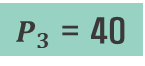 P₃ = 40